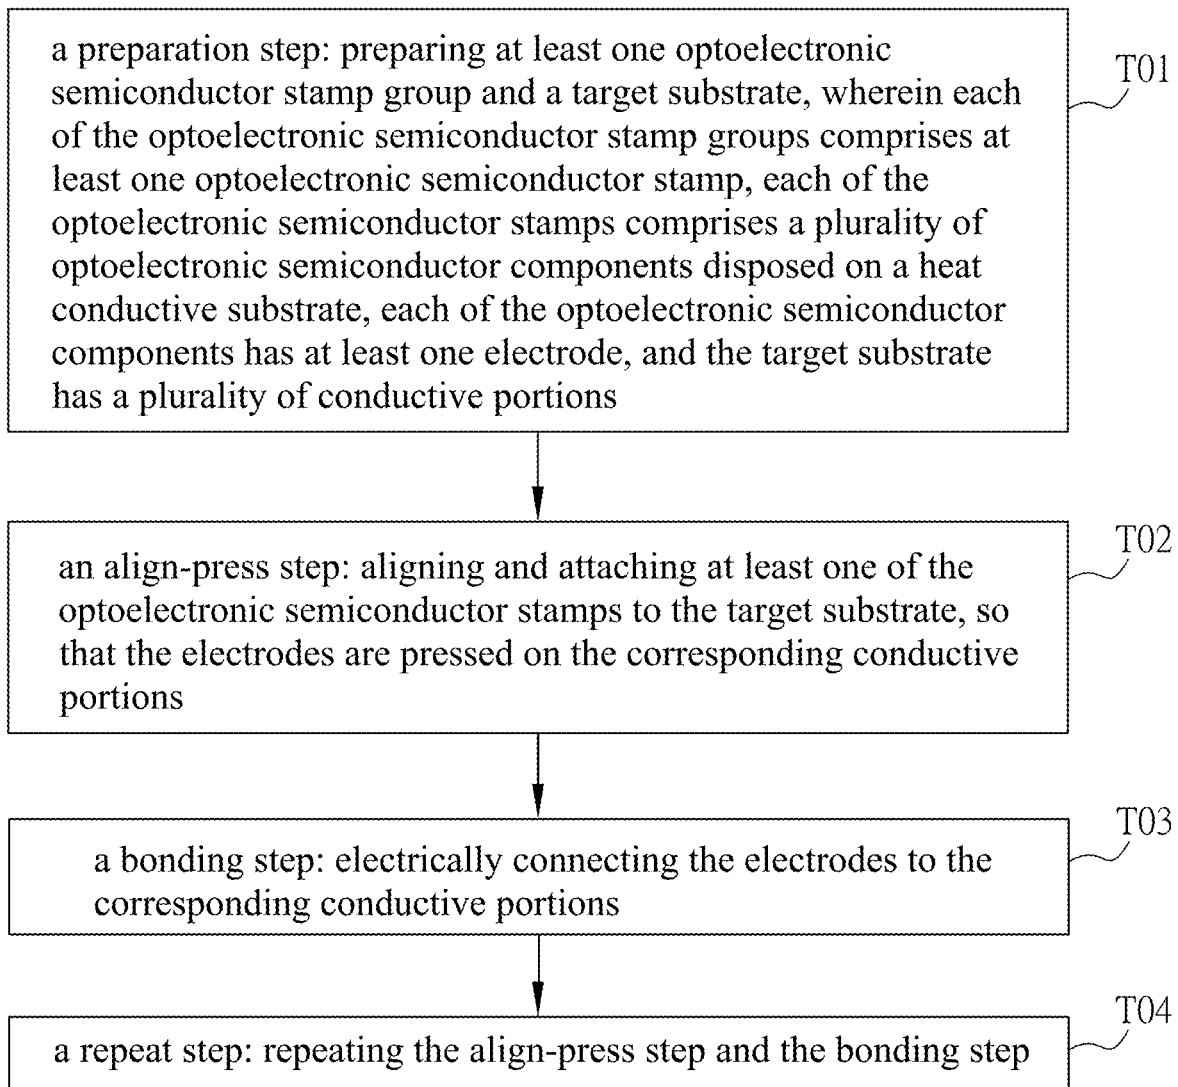 a preparation step: preparing at least one optoelectronic
semiconductor stamp group and a target substrate, wherein each
of the optoelectronic semiconductor stamp groups comprises at
least one optoelectronic semiconductor stamp, each of the
optoelectronic semiconductor stamps comprises a plurality of
optoelectronic semiconductor components disposed on a heat
conductive substrate, each of the optoelectronic semiconductor
components has at least one electrode, and the target substrate
has a plurality of conductive portions
T01
an align-press step: aligning and attaching at least one of the
optoelectronic semiconductor stamps to the target substrate, so
that the electrodes are pressed on the corresponding conductive
portions
T02
a bonding step: electrically connecting the electrodes to the
corresponding conductive portions
T03
a repeat step: repeating the align-press step and the bonding step
T04